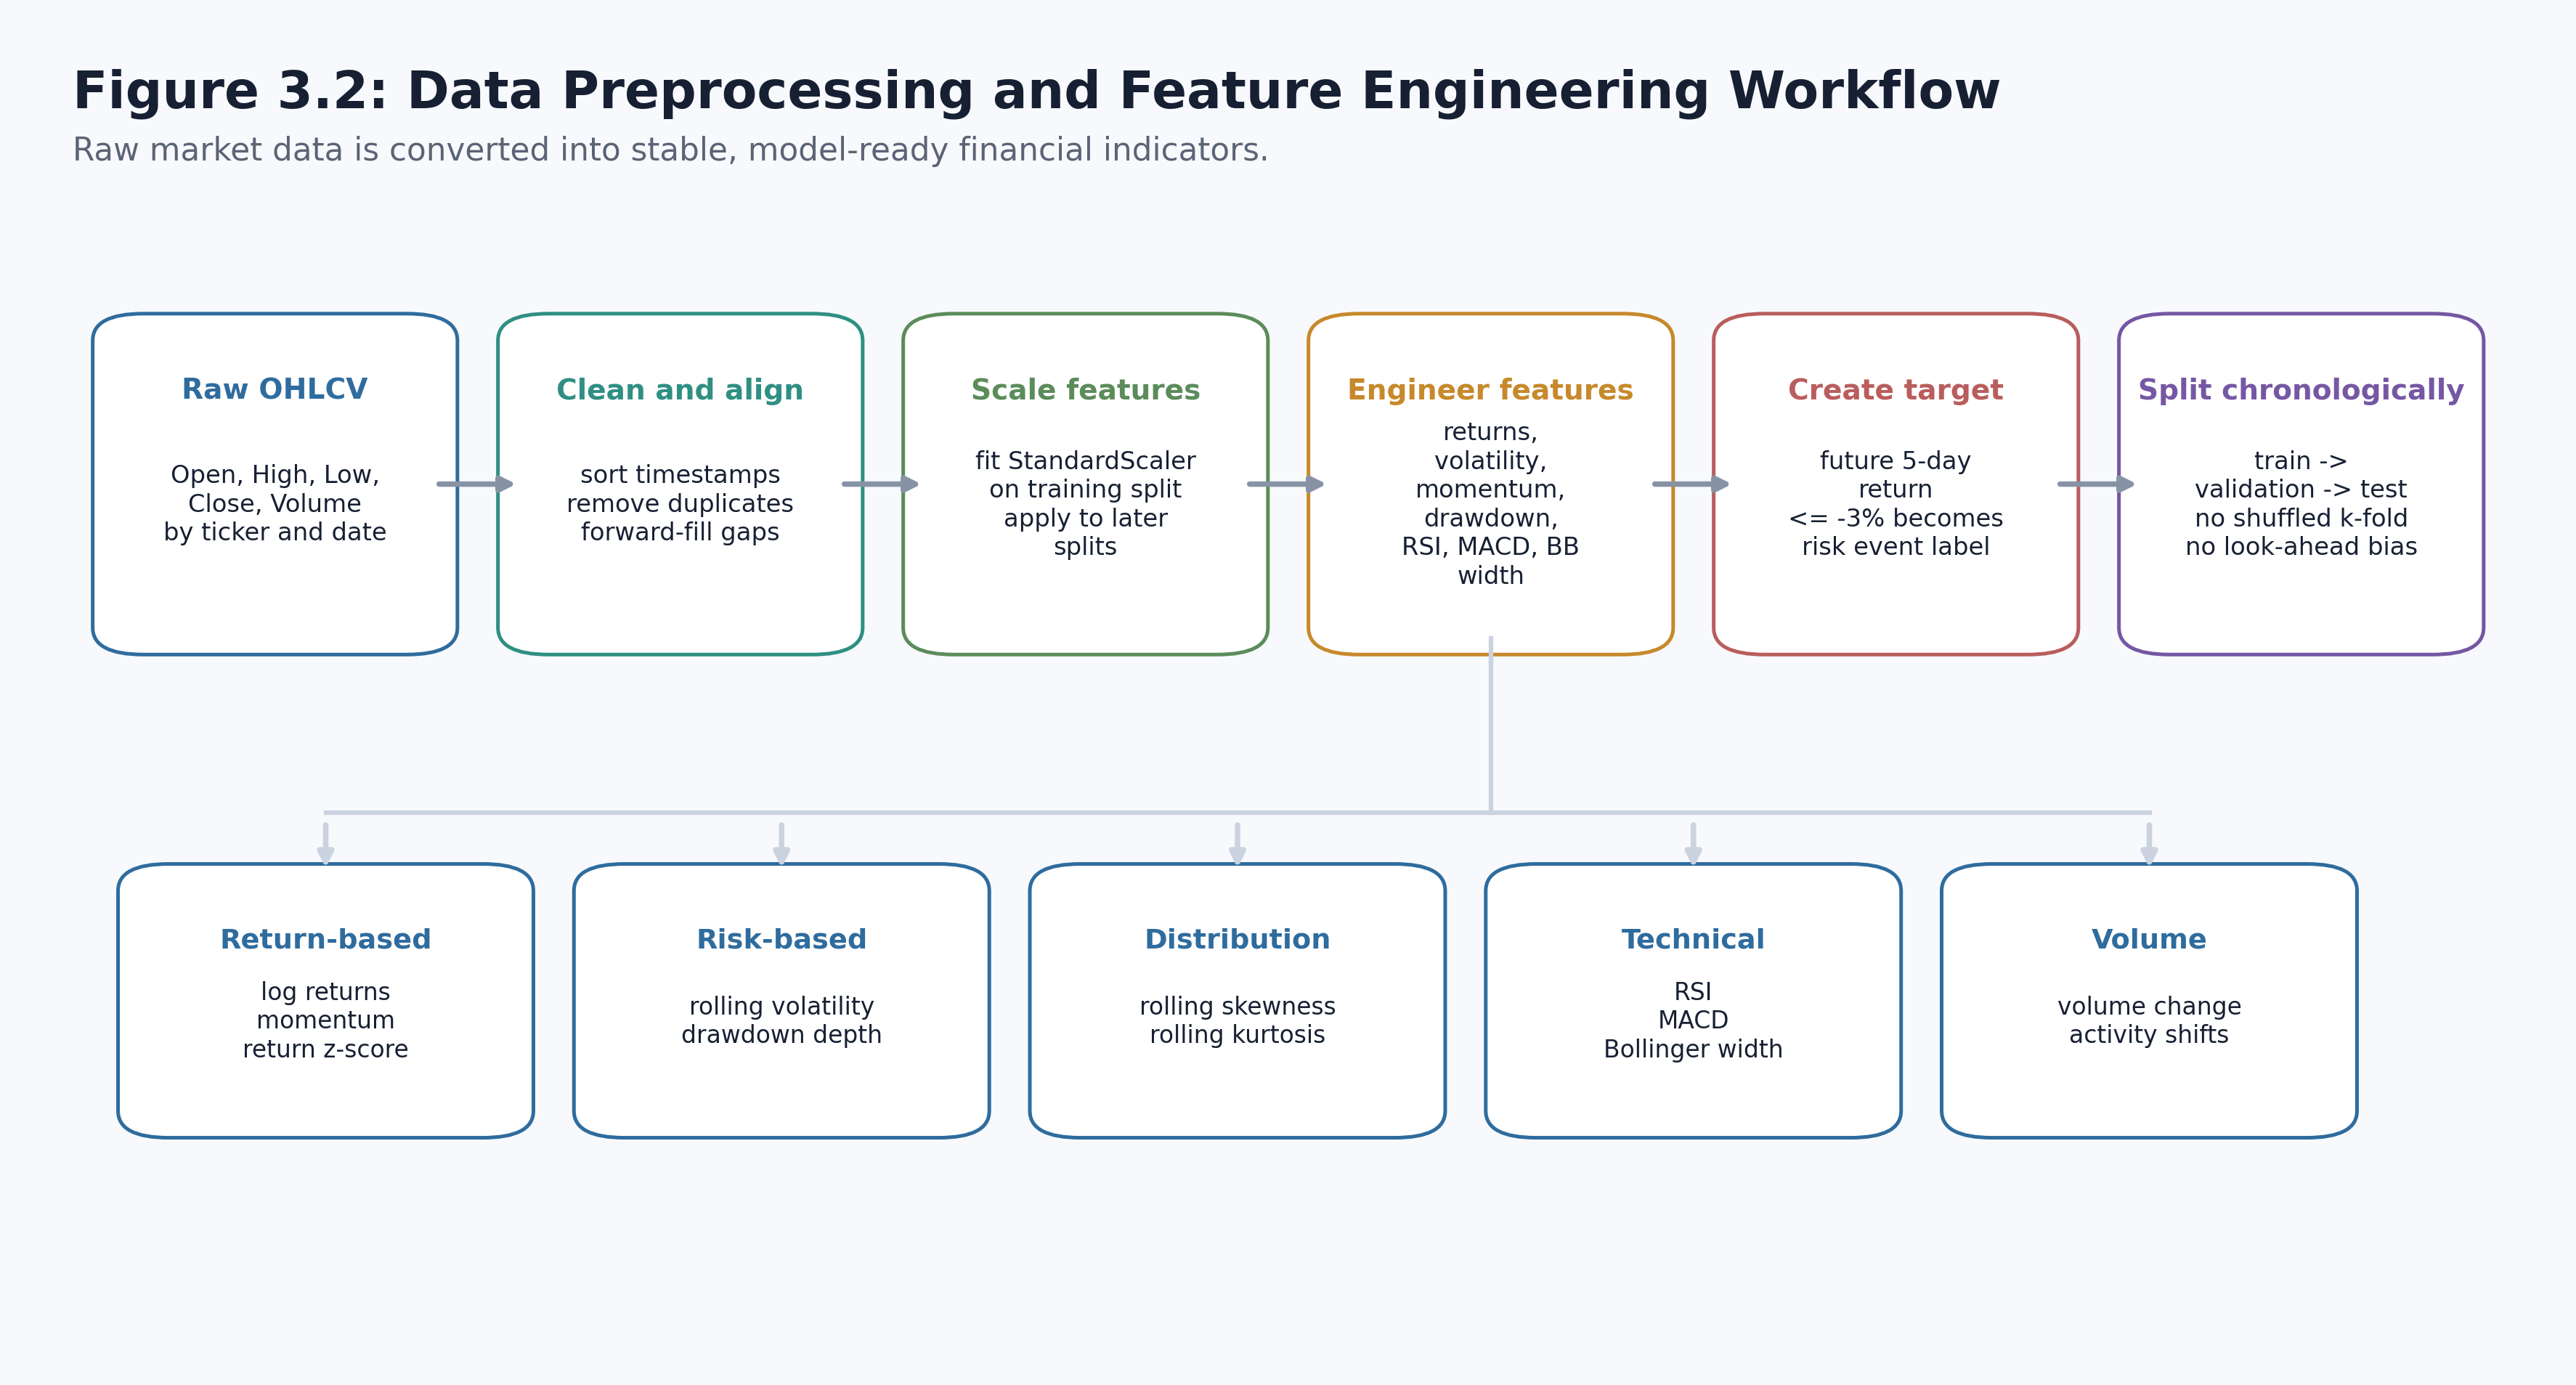 Figure 3.2: Data Preprocessing and Feature Engineering Workflow
Raw market data is converted into stable, model-ready financial indicators.
Raw OHLCV
Open, High, Low,
Close, Volume
by ticker and date
Clean and align
sort timestamps
remove duplicates
forward-fill gaps
Scale features
fit StandardScaler
on training split
apply to later
splits
Engineer features
returns,
volatility,
momentum,
drawdown,
RSI, MACD, BB
width
Create target
future 5-day
return
<= -3% becomes
risk event label
Split chronologically
train ->
validation -> test
no shuffled k-fold
no look-ahead bias
Return-based
log returns
momentum
return z-score
Risk-based
rolling volatility
drawdown depth
Distribution
rolling skewness
rolling kurtosis
Technical
RSI
MACD
Bollinger width
Volume
volume change
activity shifts